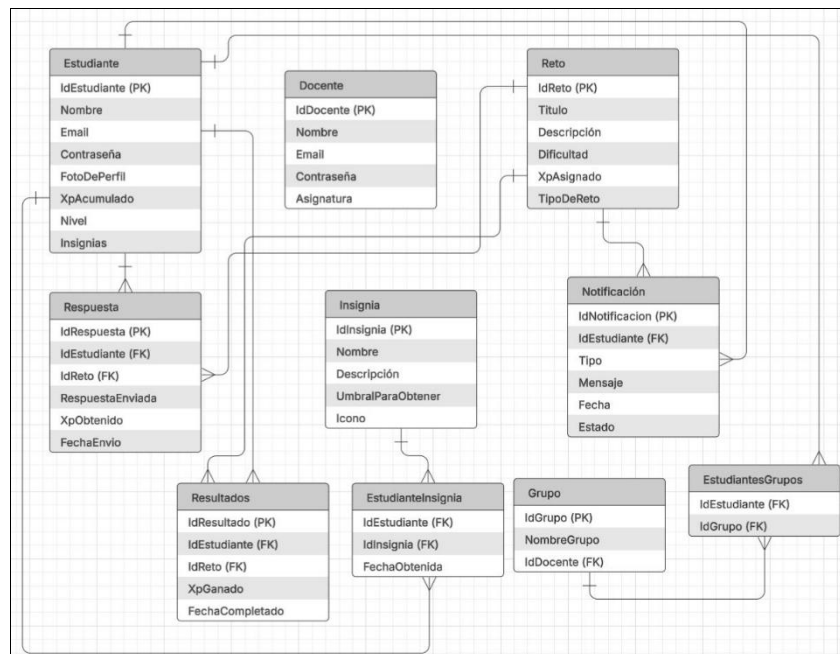 Estudiante
IdEstudiante (PK)
Nombre
Email
Contraseña
FotoDePerfil
XpAcumulado
Nivel
Insignias
Docente
IdDocente (PK)
Nombre
Email
Contraseña
Asignatura
Reto
IdReto (PK)
Titulo
Descripción
Dificultad
XpAsignado
TipoDeReto
Respuesta
IdRespuesta (PK)
IdEstudiante (FK)
IdReto (FK)
RespuestaEnviada
XpObtenido
FechaEnvio
Insignia
IdInsignia (PK)
Nombre
Descripción
UmbralParaObtener
Icono
Notificación
IdNotificacion (PK)
IdEstudiante (FK)
Tipo
Mensaje
Fecha
Estado
Resultados
IdResultado (PK)
IdEstudiante (FK)
IdReto (FK)
XpGanado
FechaCompletado
EstudianteInsignia
IdEstudiante (FK)
IdInsignia (FK)
FechaObtenida
Grupo
IdGrupo (PK)
NombreGrupo
IdDocente (FK)
EstudiantesGrupos
IdEstudiante (FK)
IdGrupo (FK)